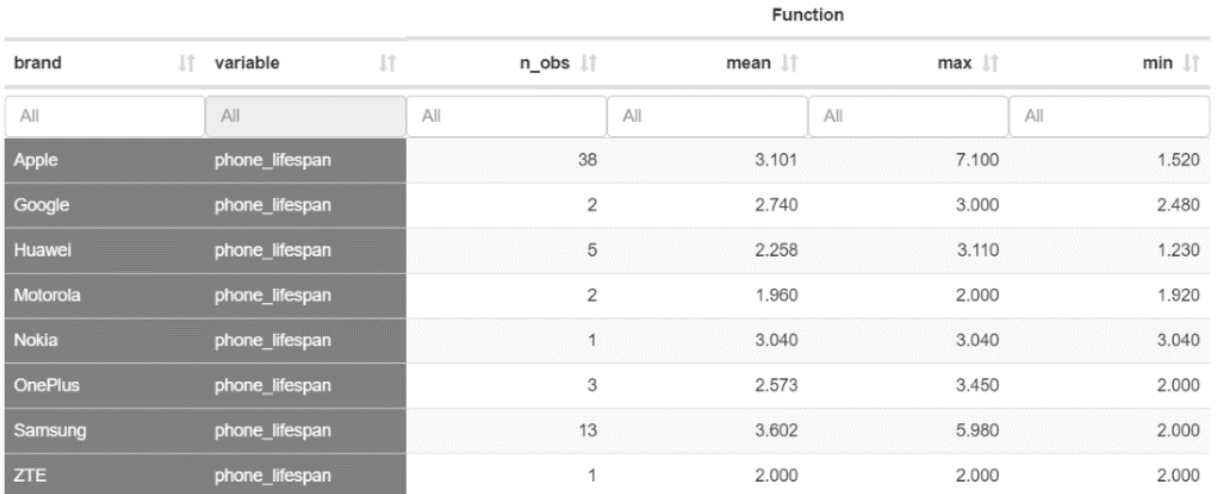 Function
brand variable n_obs mean max min
All All All All All All
Apple phone_lifespan 38 3.101 7.100 1.520
Google phone_lifespan 2 2.740 3.000 2.480
Huawei phone_lifespan 5 2.258 3.110 1.230
Motorola phone_lifespan 2 1.960 2.000 1.920
Nokia phone_lifespan 1 3.040 3.040 3.040
OnePlus phone_lifespan 3 2.573 3.450 2.000
Samsung phone_lifespan 13 3.602 5.980 2.000
ZTE phone_lifespan 1 2.000 2.000 2.000